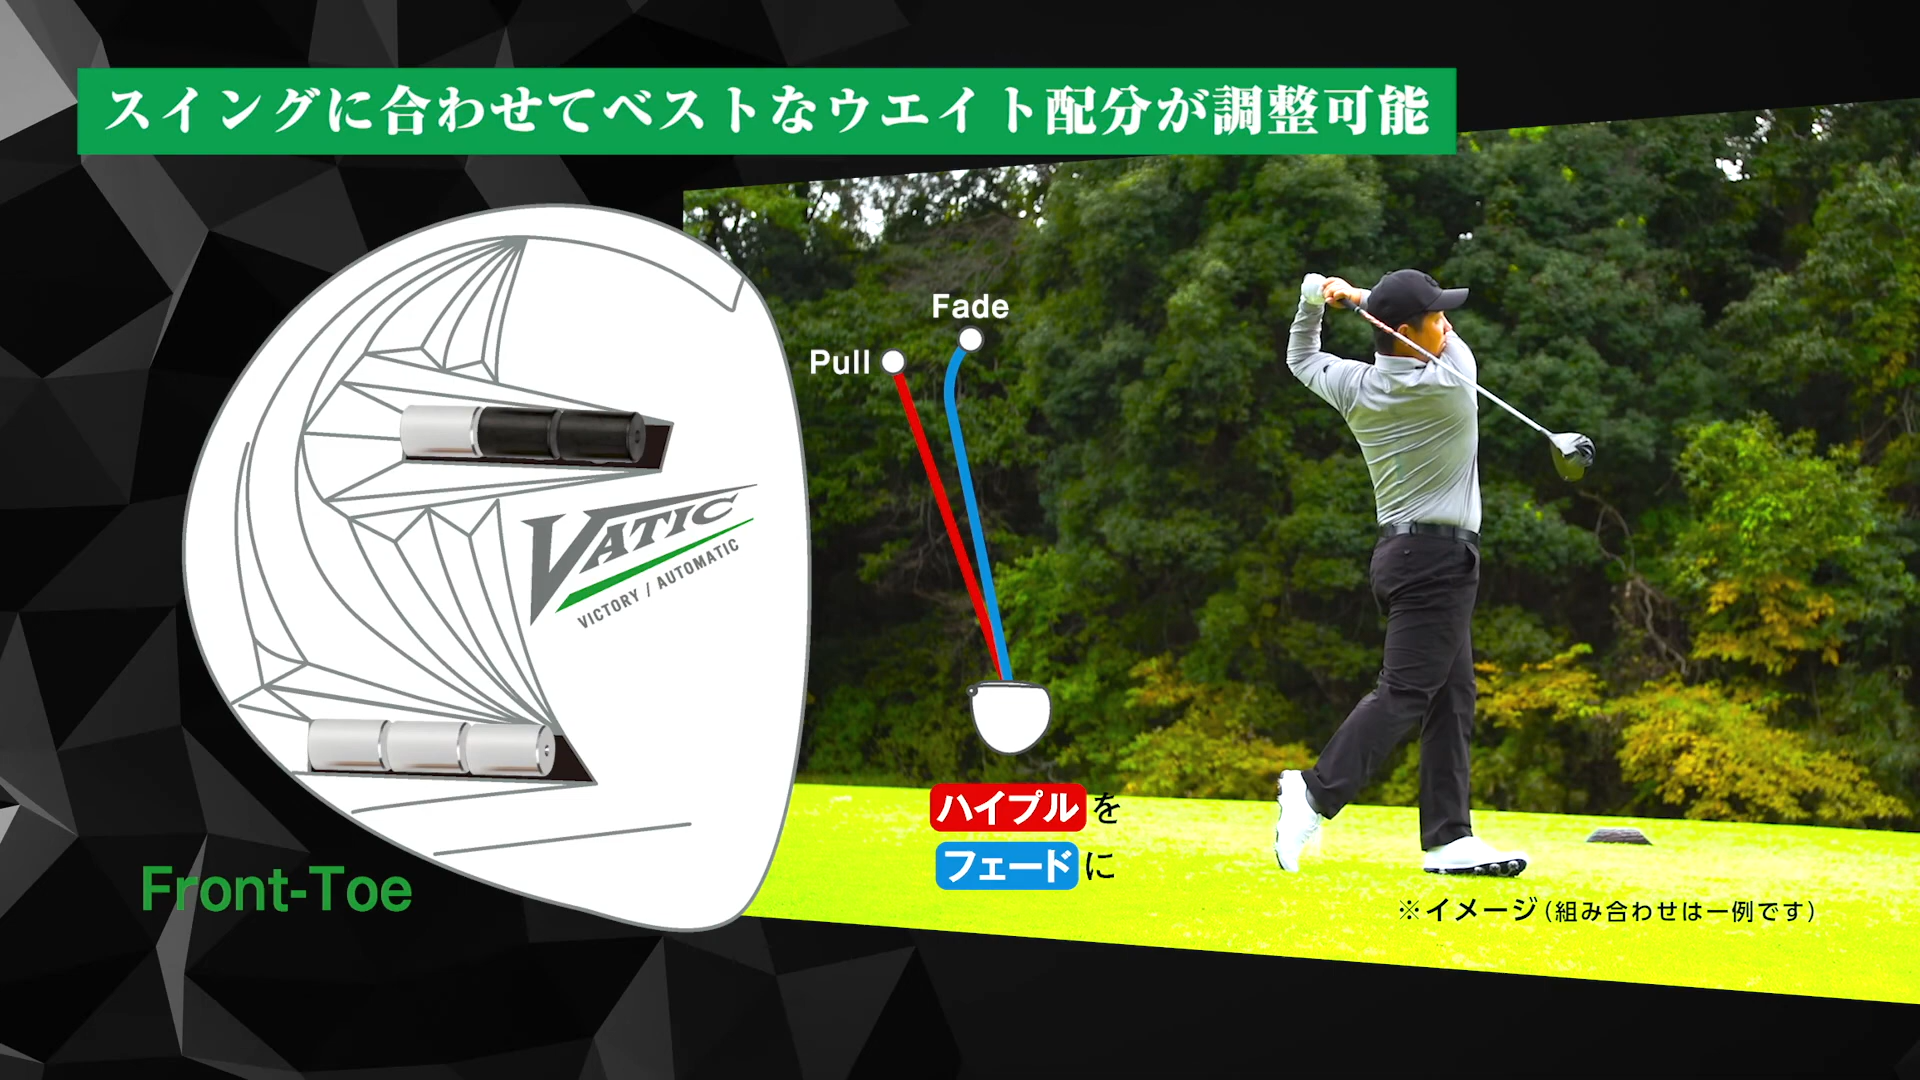 スイングに合わせてベストなウエイト配分が調整可能
Fade
Pull
VATIC
VICTORY / AUTOMATIC
ハイプルを
フェードに
Front-Toe
※イメージ（組み合わせは一例です）